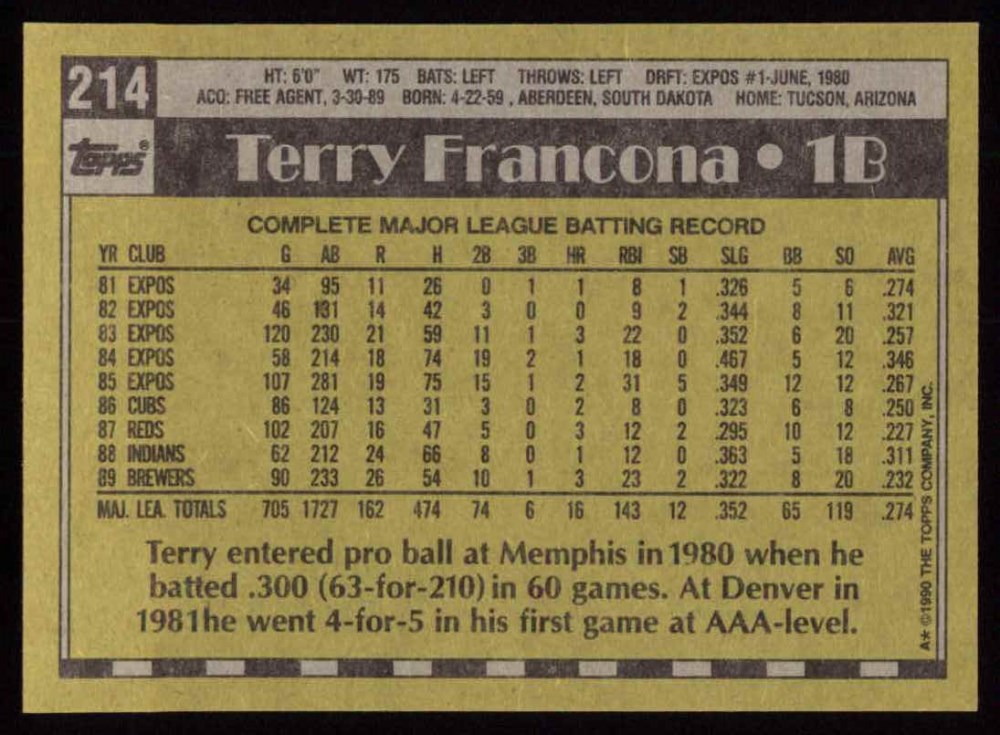 214
HT: 6'0" WT: 175 BATS: LEFT THROWS: LEFT DRFT: EXPOS #1-JUNE, 1980
ACQ: FREE AGENT, 3-30-89 BORN: 4-22-59, ABERDEEN, SOUTH DAKOTA HOME: TUCSON, ARIZONA
topps®
Terry Francona • 1B
COMPLETE MAJOR LEAGUE BATTING RECORD
YR CLUB G AB R H 2B 3B HR RBI SB SLG BB SO AVG
81 EXPOS 34 95 11 26 0 1 1 8 1 .326 5 6 .274
82 EXPOS 46 131 14 42 3 0 0 9 2 .344 8 11 .321
83 EXPOS 120 230 21 59 11 1 3 22 0 .352 6 20 .257
84 EXPOS 58 214 18 74 19 2 1 18 0 .467 5 12 .346
85 EXPOS 107 281 19 75 15 1 2 31 5 .349 12 12 .267
86 CUBS 86 124 13 31 3 0 2 8 0 .323 6 8 .250
87 REDS 102 207 16 47 5 0 3 12 2 .295 10 12 .227
88 INDIANS 62 212 24 66 8 0 1 12 0 .363 5 18 .311
89 BREWERS 90 233 26 54 10 1 3 23 2 .322 8 20 .232
MAJ. LEA. TOTALS 705 1727 162 474 74 6 16 143 12 .352 65 119 .274
Terry entered pro ball at Memphis in 1980 when he
batted .300 (63-for-210) in 60 games. At Denver in
1981he went 4-for-5 in his first game at AAA-level.
A* ©1990 THE TOPPS COMPANY, INC.